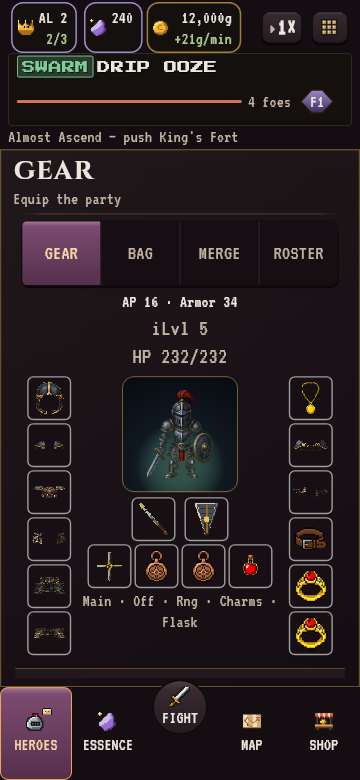 AL 2
2/3
240
12,000g
+21g/min
1X
SWARM DRIP OOZE
4 foes
F1
Almost Ascend – push King's Fort
GEAR
Equip the party
GEAR
BAG
MERGE
ROSTER
AP 16 · Armor 34
iLvl 5
HP 232/232
Main · Off · Rng · Charms ·
Flask
HEROES
ESSENCE
FIGHT
MAP
SHOP